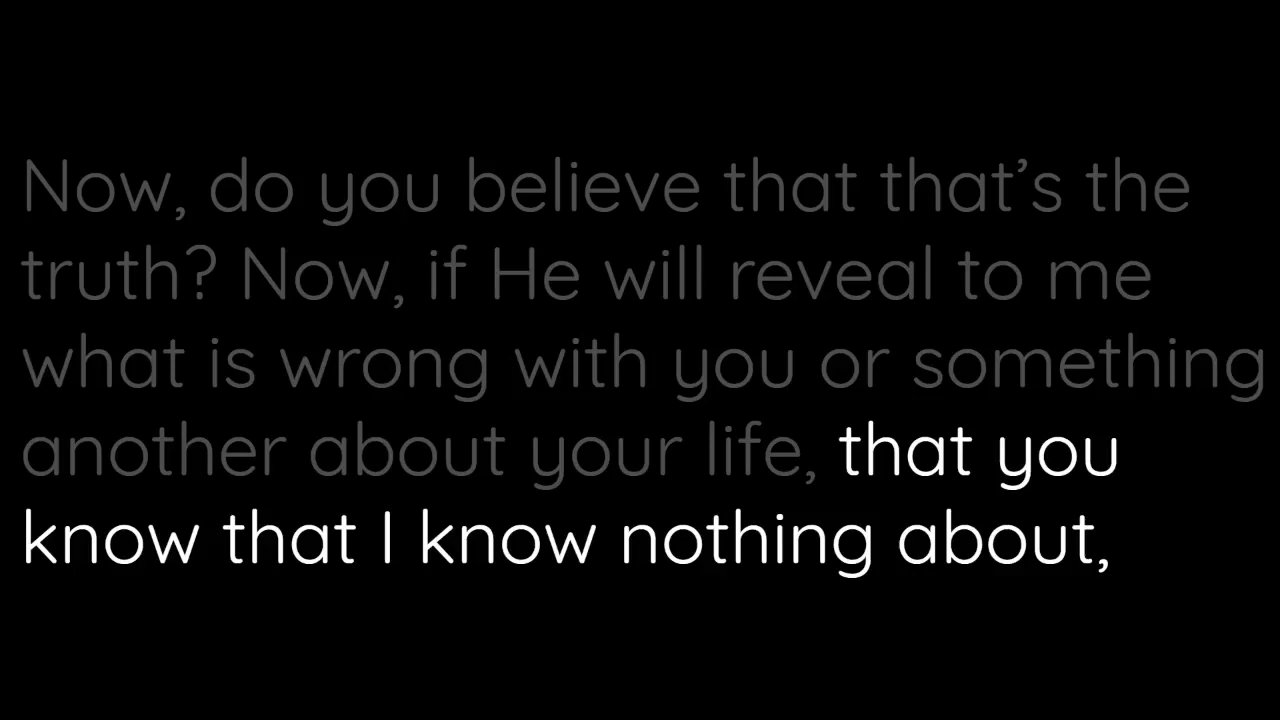 Now, do you believe that that’s the
truth? Now, if He will reveal to me
what is wrong with you or something
another about your life, that you
know that I know nothing about,